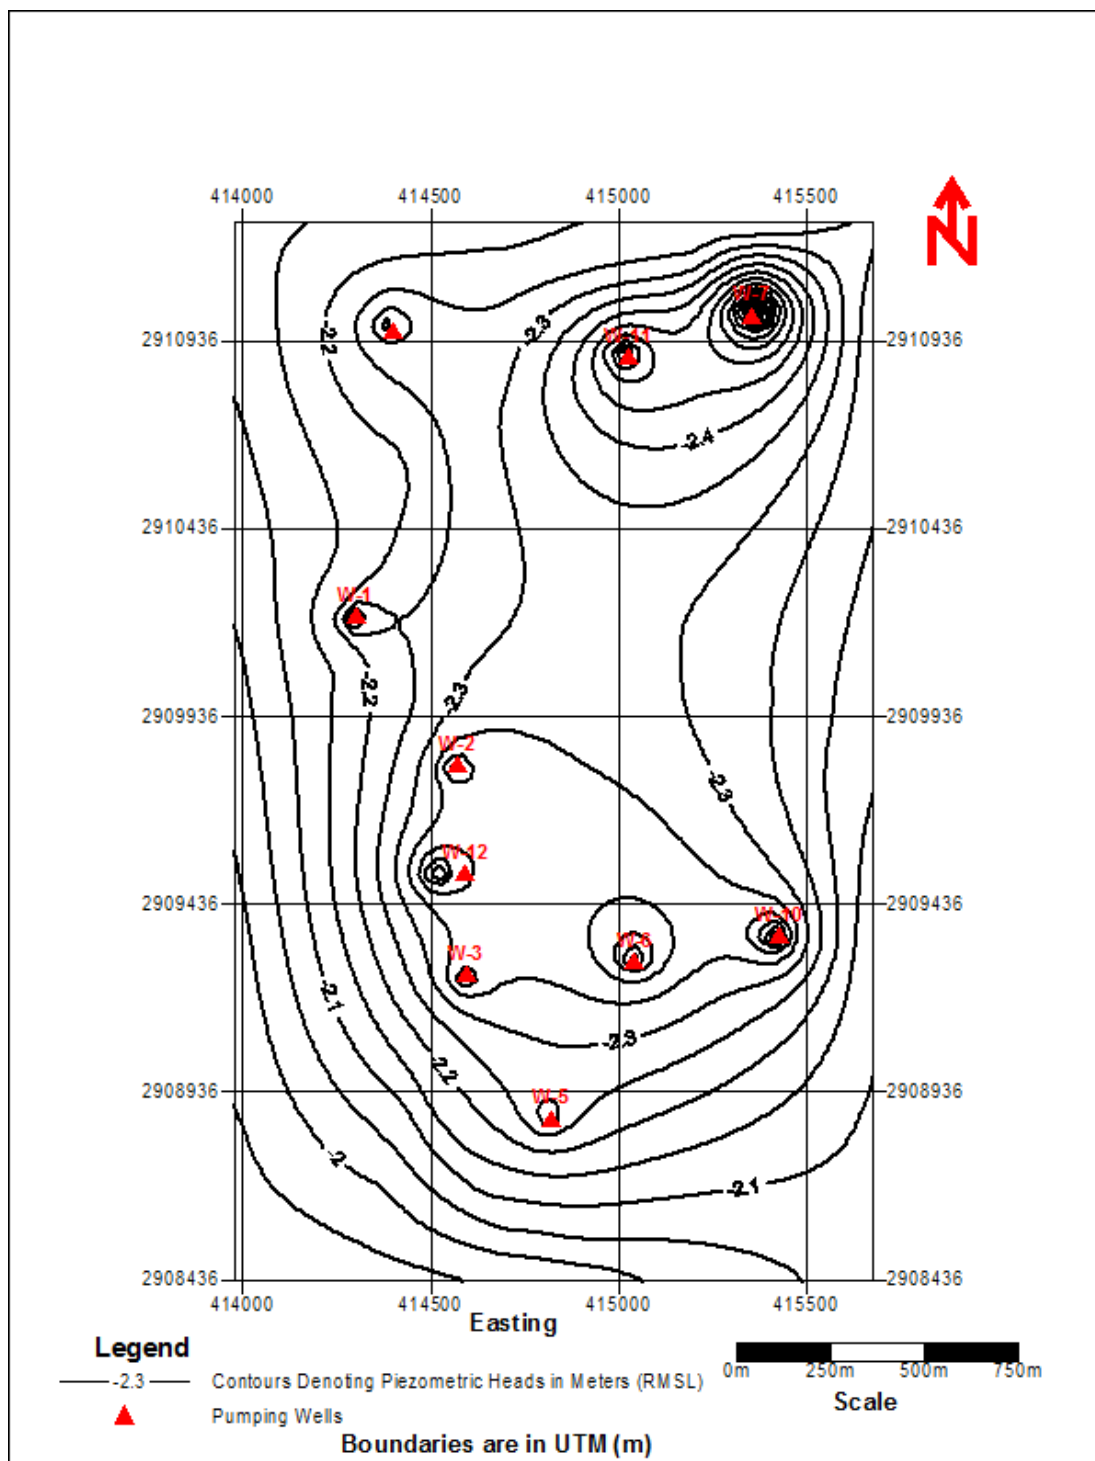 414000 414500 415000 415500
N
W-7
-2.3
-2.2
W-11
2910936 2910936
-2.4
2910436 2910436
W-1
-2.2
-2.3
2909936 2909936
W-2
-2.3
W-12
2909436 2909436
W-10
W-6
W-3
-2.1
-2.3
-2.2
2908936 2908936
W-5
-2
-2.1
2908436 2908436
414000 414500 415000 415500
Easting
Legend
0m 250m 500m 750m
-2.3 Contours Denoting Piezometric Heads in Meters (RMSL)
Scale
Pumping Wells
Boundaries are in UTM (m)